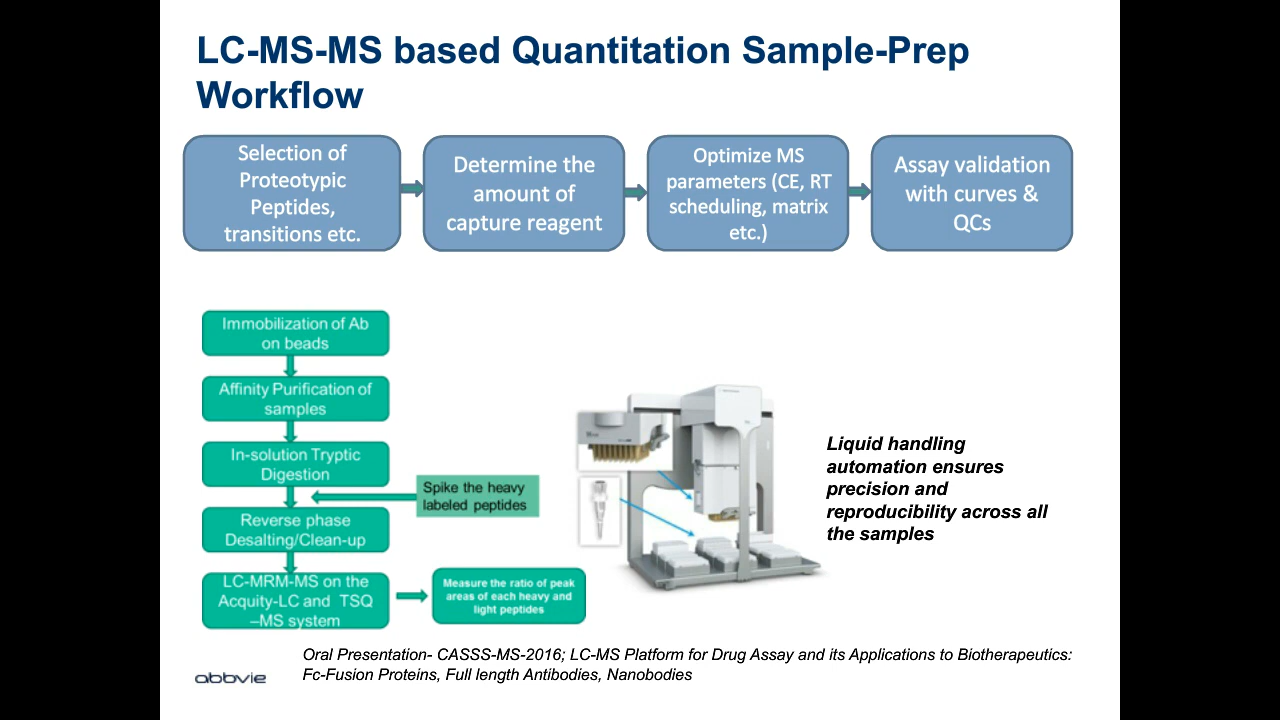 LC-MS-MS based Quantitation Sample-Prep
Workflow
Selection of
Proteotypic
Peptides,
transitions etc.
Determine the
amount of
capture reagent
Optimize MS
parameters (CE, RT
scheduling, matrix
etc.)
Assay validation
with curves &
QCs
Immobilization of Ab
on beads
Affinity Purification of
samples
In-solution Tryptic
Digestion
Spike the heavy
labeled peptides
Reverse phase
Desalting/Clean-up
LC-MRM-MS on the
Acquity-LC and TSQ
–MS system
Measure the ratio of peak
areas of each heavy and
light peptides
Liquid handling
automation ensures
precision and
reproducibility across all
the samples
Oral Presentation- CASSS-MS-2016; LC-MS Platform for Drug Assay and its Applications to Biotherapeutics:
Fc-Fusion Proteins, Full length Antibodies, Nanobodies
abbvie